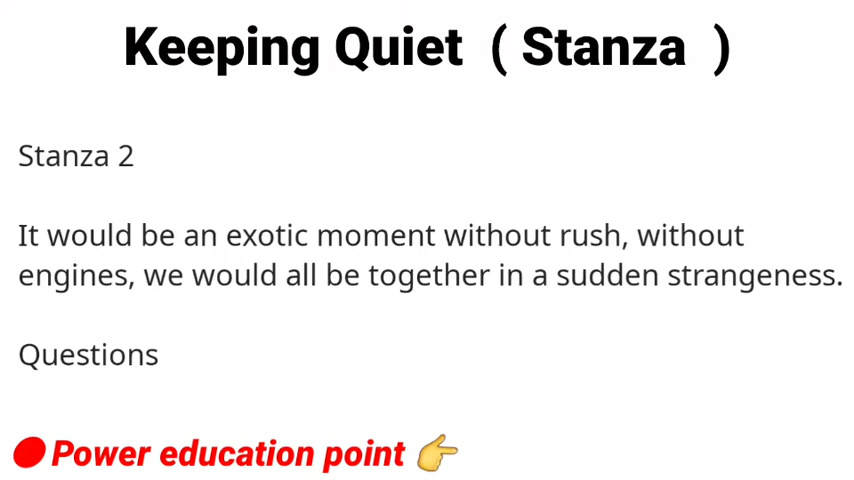 Keeping Quiet ( Stanza )
Stanza 2
It would be an exotic moment without rush, without
engines, we would all be together in a sudden strangeness.
Questions
Power education point